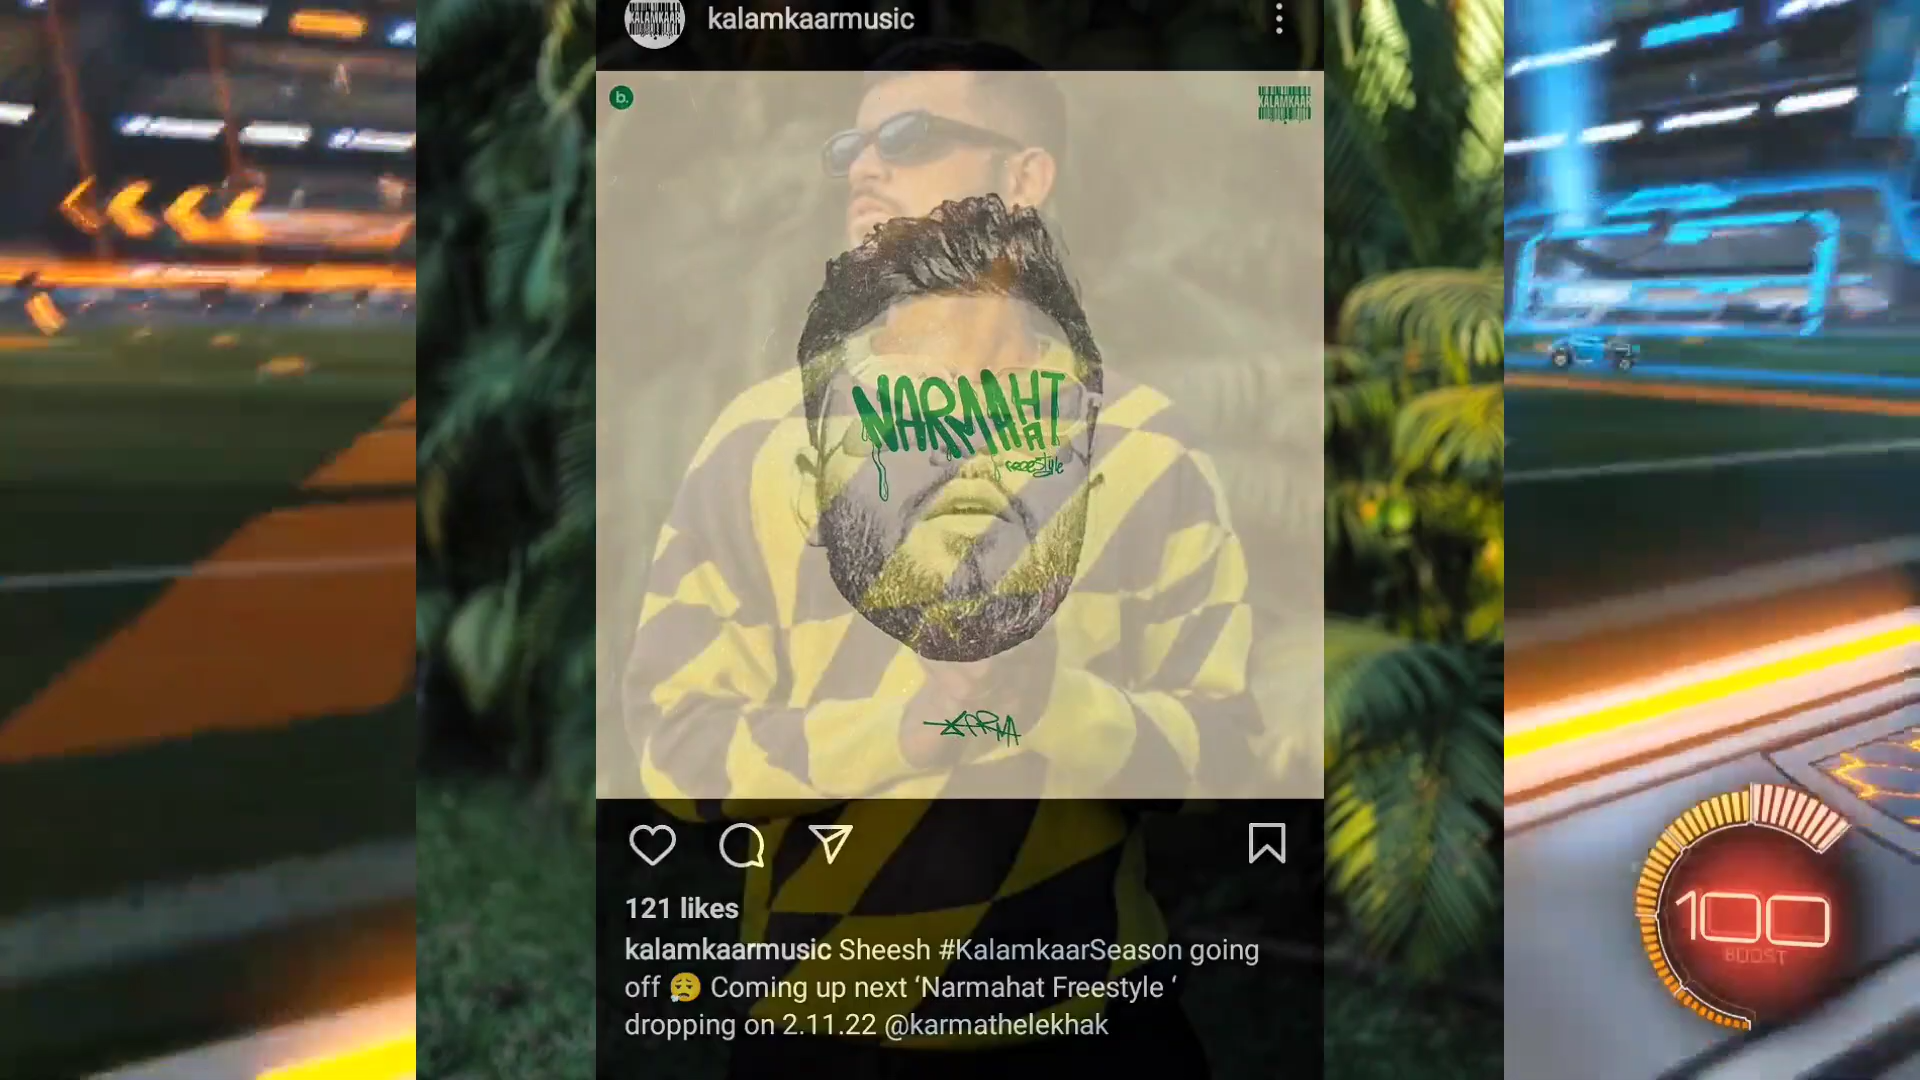 KALAMKAAR
kalamkaarmusic
b.
KALAMKAAR
NARMAHAT
freestyle
KARMA
121 likes
kalamkaarmusic Sheesh #KalamkaarSeason going
off 😮‍💨 Coming up next ‘Narmahat Freestyle ‘
dropping on 2.11.22 @karmathelekhak
100
BOOST